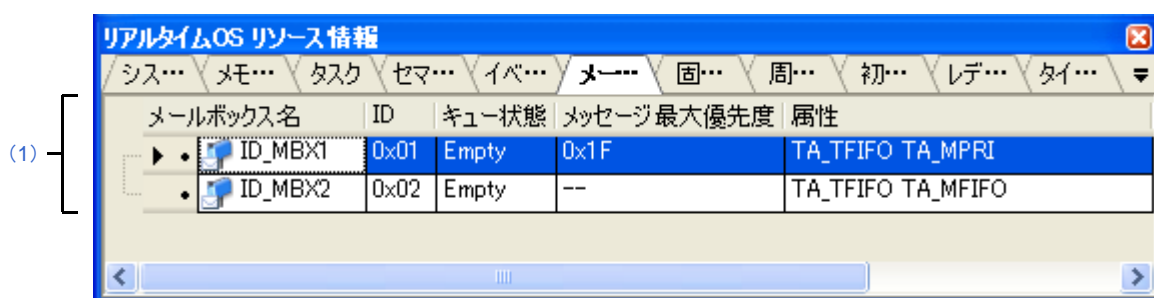 リアルタイムOS リソース情報
シス… メモ… タスク セマ… イベ… メー… 固… 周… 初… レデ… タイ…
メールボックス名 ID キュー状態 メッセージ最大優先度 属性
(1)
ID_MBX1 0x01 Empty 0x1F TA_TFIFO TA_MPRI
ID_MBX2 0x02 Empty -- TA_TFIFO TA_MFIFO